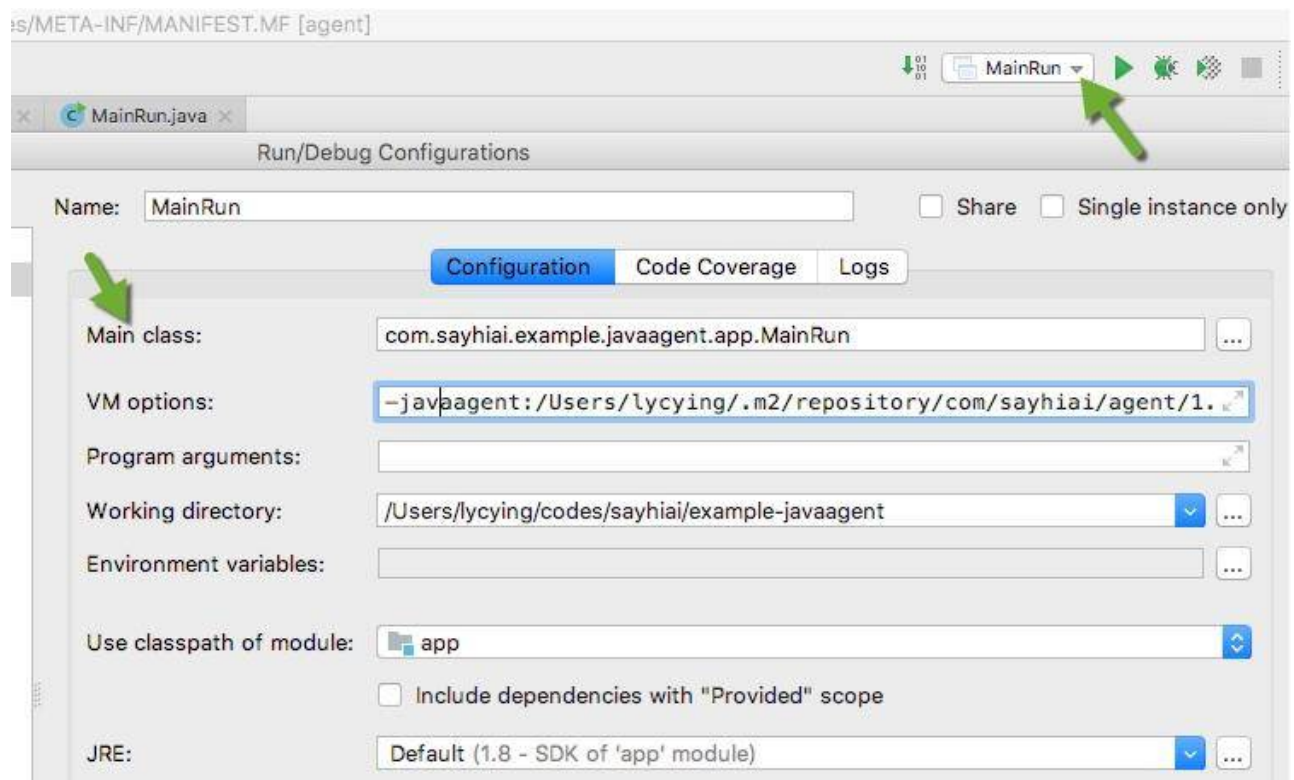 es/META-INF/MANIFEST.MF [agent]
MainRun
MainRun.java
Run/Debug Configurations
Name: MainRun Share Single instance only
Configuration Code Coverage Logs
Main class: com.sayhiai.example.javaagent.app.MainRun ...
VM options: -javaagent:/Users/lycying/.m2/repository/com/sayhiai/agent/1.
Program arguments:
Working directory: /Users/lycying/codes/sayhiai/example-javaagent ...
Environment variables: ...
Use classpath of module: app
Include dependencies with "Provided" scope
JRE: Default (1.8 - SDK of 'app' module) ...